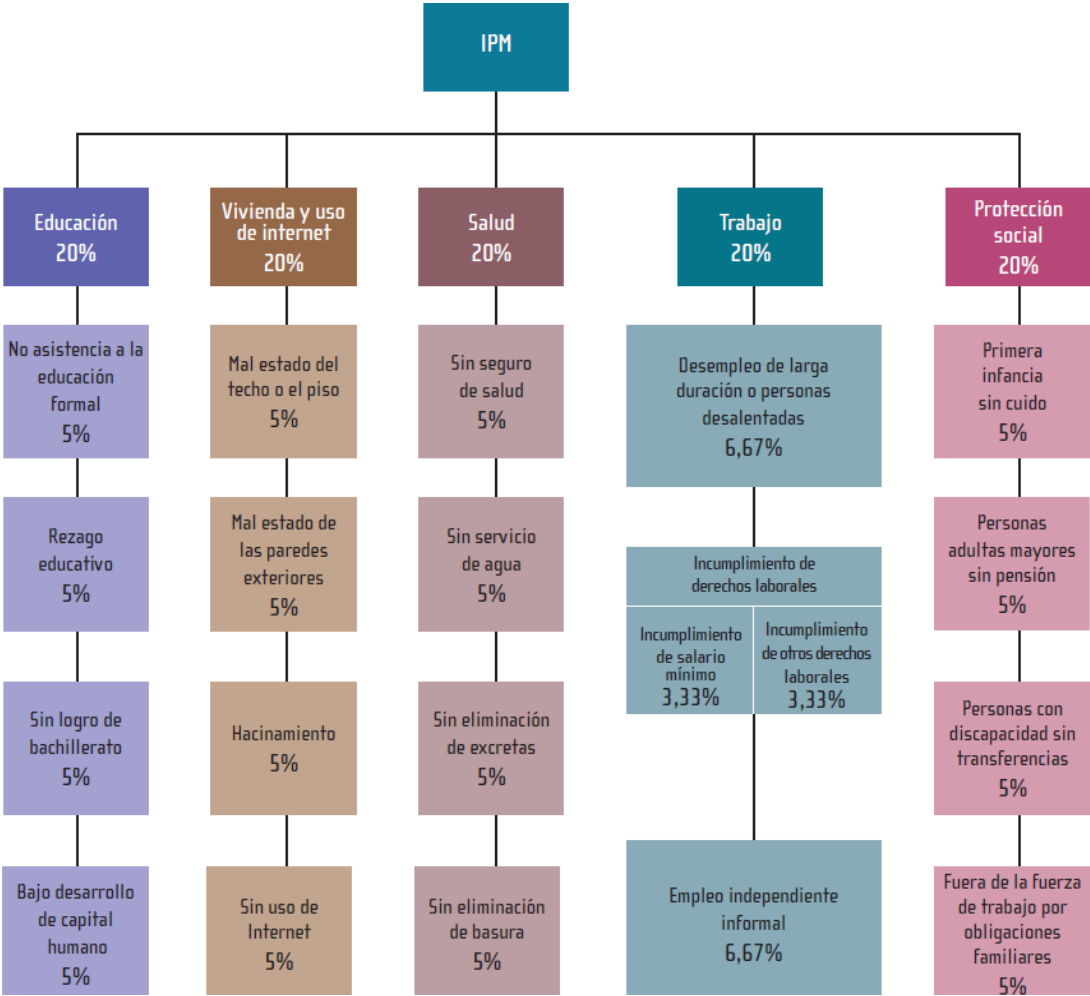 IPM
Educación
20%
No asistencia a la
educación
formal
5%
Rezago
educativo
5%
Sin logro de
bachillerato
5%
Bajo desarrollo
de capital
humano
5%
Vivienda y uso
de internet
20%
Mal estado del
techo o el piso
5%
Mal estado de
las paredes
exteriores
5%
Hacinamiento
5%
Sin uso de
Internet
5%
Salud
20%
Sin seguro
de salud
5%
Sin servicio
de agua
5%
Sin eliminación
de excretas
5%
Sin eliminación
de basura
5%
Trabajo
20%
Desempleo de larga
duración o personas
desalentadas
6,67%
Incumplimiento de
derechos laborales
Incumplimiento
de salario
mínimo
3,33%
Incumplimiento
de otros derechos
laborales
3,33%
Empleo independiente
informal
6,67%
Protección
social
20%
Primera
infancia
sin cuido
5%
Personas
adultas mayores
sin pensión
5%
Personas con
discapacidad sin
transferencias
5%
Fuera de la fuerza
de trabajo por
obligaciones
familiares
5%